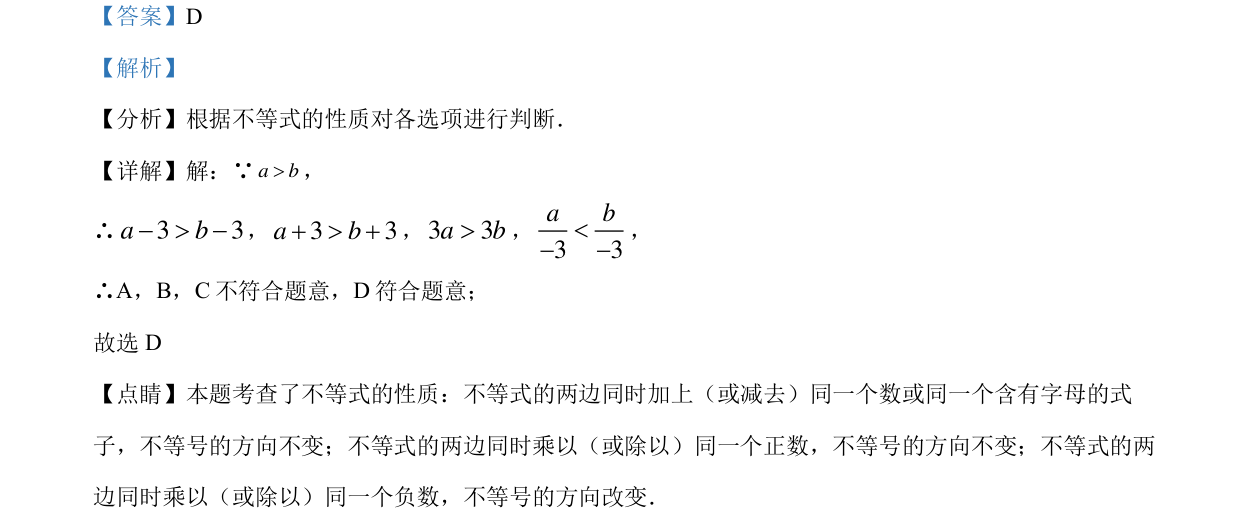 【答案】D
【解析】
【分析】根据不等式的性质对各选项进行判断．
【详解】解：∵a>b，
∴a−3>b−3，a+3>b+3，3a>3b，a/−3<b/−3，
∴A，B，C不符合题意，D符合题意；
故选 D
【点睛】本题考查了不等式的性质：不等式的两边同时加上（或减去）同一个数或同一个含有字母的式
子，不等号的方向不变；不等式的两边同时乘以（或除以）同一个正数，不等号的方向不变；不等式的两
边同时乘以（或除以）同一个负数，不等号的方向改变．